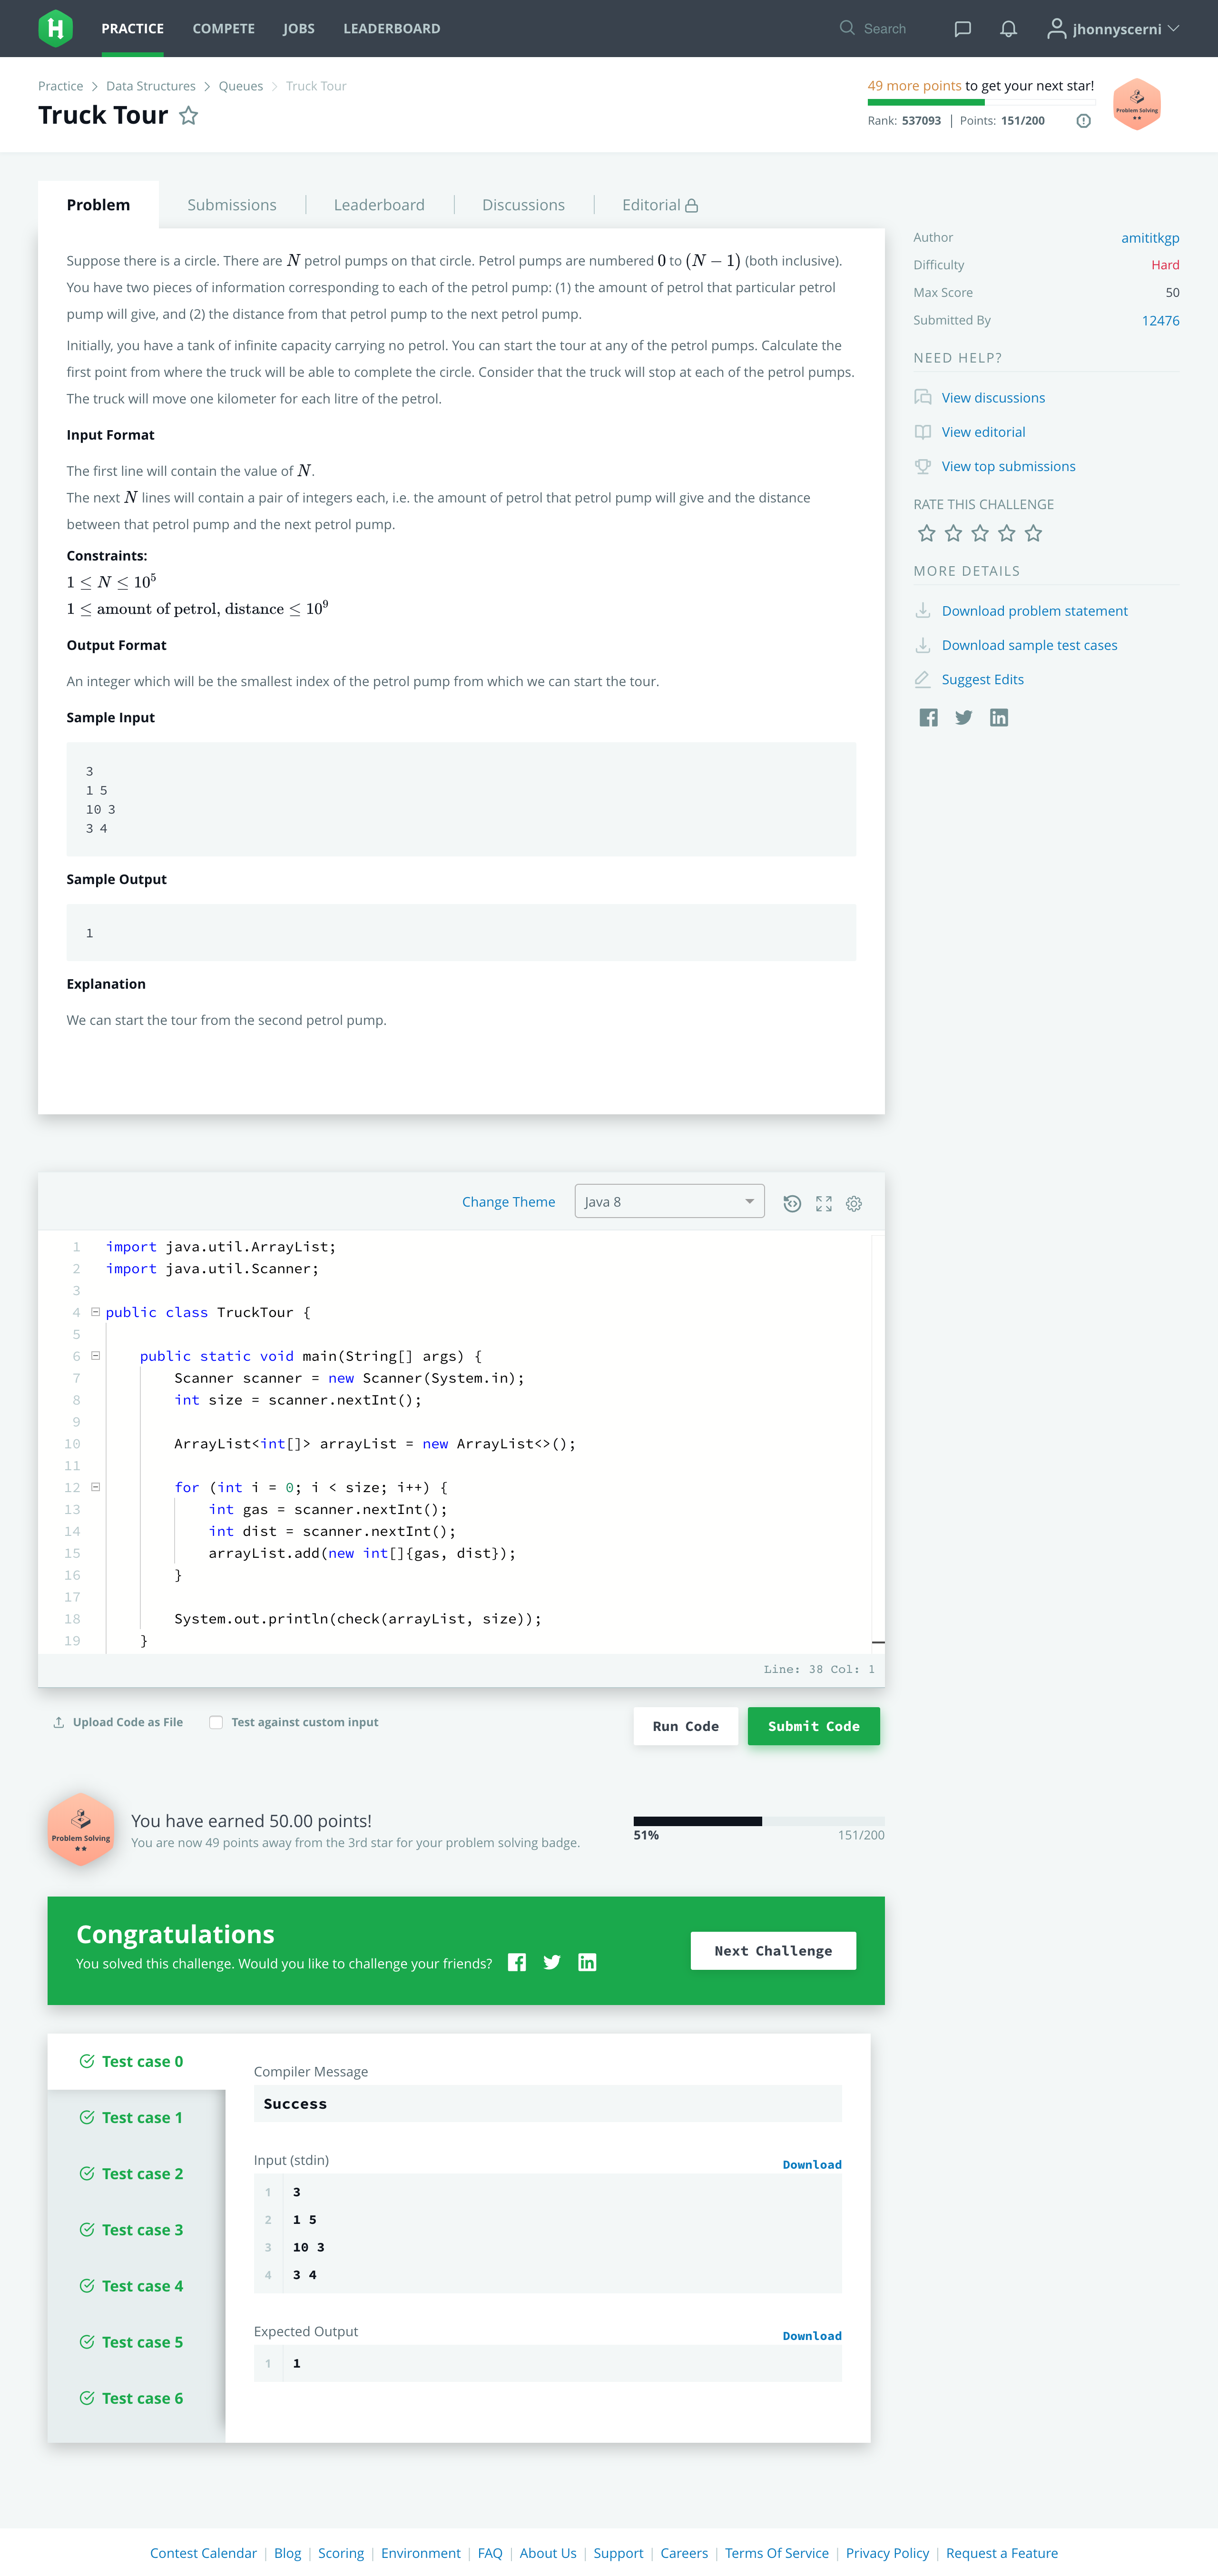 PRACTICE COMPETE JOBS LEADERBOARD Search jhonnyscerni
Practice > Data Structures > Queues > Truck Tour
Truck Tour
49 more points to get your next star!
Rank: 537093 | Points: 151/200
Problem Solving
Problem Submissions Leaderboard Discussions Editorial
Suppose there is a circle. There are N petrol pumps on that circle. Petrol pumps are numbered 0 to (N − 1) (both inclusive).
You have two pieces of information corresponding to each of the petrol pump: (1) the amount of petrol that particular petrol
pump will give, and (2) the distance from that petrol pump to the next petrol pump.
Initially, you have a tank of infinite capacity carrying no petrol. You can start the tour at any of the petrol pumps. Calculate the
first point from where the truck will be able to complete the circle. Consider that the truck will stop at each of the petrol pumps.
The truck will move one kilometer for each litre of the petrol.
Input Format
The first line will contain the value of N.
The next N lines will contain a pair of integers each, i.e. the amount of petrol that petrol pump will give and the distance
between that petrol pump and the next petrol pump.
Constraints:
1 ≤ N ≤ 10⁵
1 ≤ amount of petrol, distance ≤ 10⁹
Output Format
An integer which will be the smallest index of the petrol pump from which we can start the tour.
Sample Input
3
1 5
10 3
3 4
Sample Output
1
Explanation
We can start the tour from the second petrol pump.
Author amititkgp
Difficulty Hard
Max Score 50
Submitted By 12476
NEED HELP?
View discussions
View editorial
View top submissions
RATE THIS CHALLENGE
MORE DETAILS
Download problem statement
Download sample test cases
Suggest Edits
Change Theme Java 8
1 import java.util.ArrayList;
2 import java.util.Scanner;
3
4 public class TruckTour {
5
6 public static void main(String[] args) {
7 Scanner scanner = new Scanner(System.in);
8 int size = scanner.nextInt();
9
10 ArrayList<int[]> arrayList = new ArrayList<>();
11
12 for (int i = 0; i < size; i++) {
13 int gas = scanner.nextInt();
14 int dist = scanner.nextInt();
15 arrayList.add(new int[]{gas, dist});
16 }
17
18 System.out.println(check(arrayList, size));
19 }
Line: 38 Col: 1
Upload Code as File Test against custom input Run Code Submit Code
Problem Solving
You have earned 50.00 points!
You are now 49 points away from the 3rd star for your problem solving badge.
51% 151/200
Congratulations
You solved this challenge. Would you like to challenge your friends?
Next Challenge
Test case 0
Test case 1
Test case 2
Test case 3
Test case 4
Test case 5
Test case 6
Compiler Message
Success
Input (stdin) Download
1 3
2 1 5
3 10 3
4 3 4
Expected Output Download
1 1
Contest Calendar | Blog | Scoring | Environment | FAQ | About Us | Support | Careers | Terms Of Service | Privacy Policy | Request a Feature